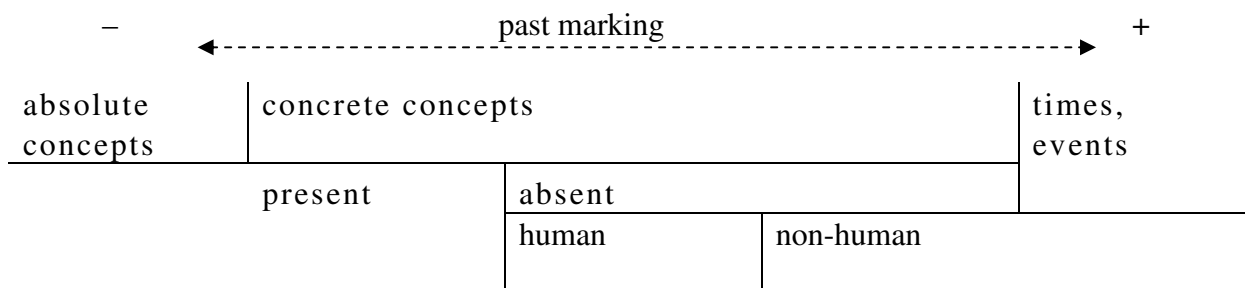 – past marking +
absolute concrete concepts times,
concepts events
present absent
human non-human